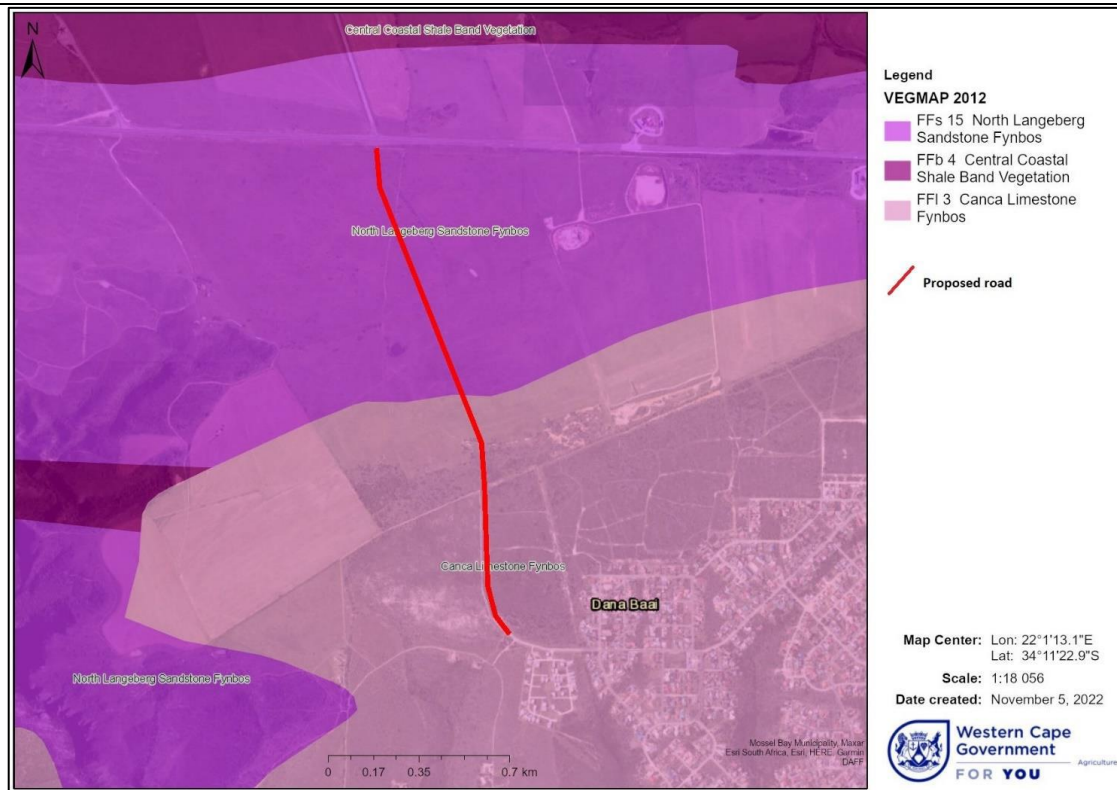 N
Central Coastal Shale Band Vegetation
North Langeberg Sandstone Fynbos
Canca Limestone Fynbos
Dana Baai
North Langeberg Sandstone Fynbos
Mossel Bay Municipality, Maxar
Esri South Africa, Esri, HERE, Garmin
DAFF
0 0.17 0.35 0.7 km
Legend
VEGMAP 2012
FFs 15 North Langeberg
Sandstone Fynbos
FFb 4 Central Coastal
Shale Band Vegetation
FFl 3 Canca Limestone
Fynbos
Proposed road
Map Center: Lon: 22°1'13.1"E
Lat: 34°11'22.9"S
Scale: 1:18 056
Date created: November 5, 2022
Western Cape
Government
Agriculture
FOR YOU